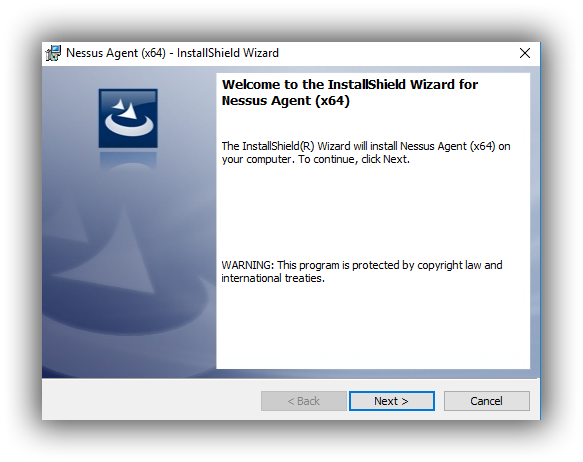 Nessus Agent (x64) - InstallShield Wizard
Welcome to the InstallShield Wizard for
Nessus Agent (x64)
The InstallShield(R) Wizard will install Nessus Agent (x64) on
your computer. To continue, click Next.
WARNING: This program is protected by copyright law and
international treaties.
< Back
Next >
Cancel